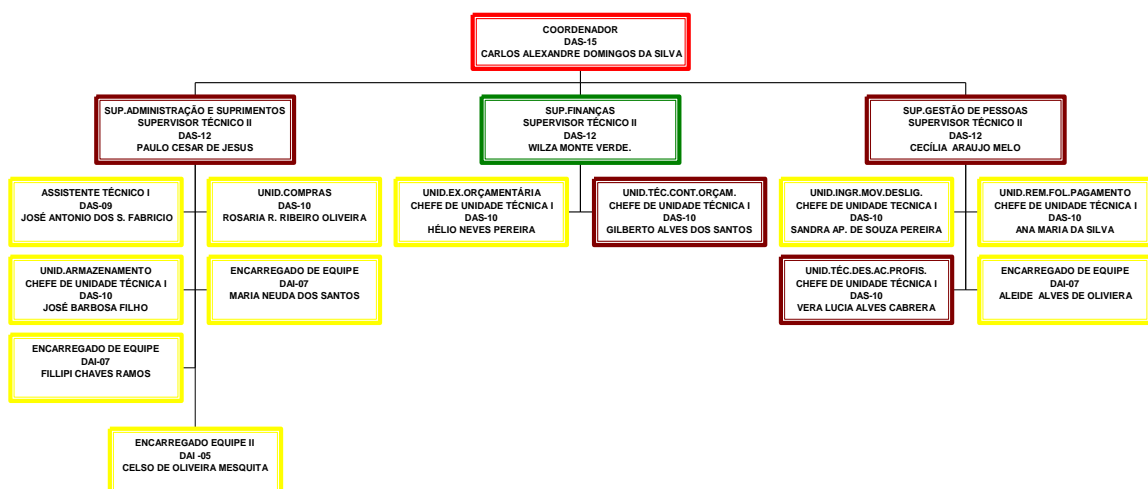 COORDENADOR
DAS-15
CARLOS ALEXANDRE DOMINGOS DA SILVA
SUP.ADMINISTRAÇÃO E SUPRIMENTOS
SUPERVISOR TÉCNICO II
DAS-12
PAULO CESAR DE JESUS
SUP.FINANÇAS
SUPERVISOR TÉCNICO II
DAS-12
WILZA MONTE VERDE.
SUP.GESTÃO DE PESSOAS
SUPERVISOR TÉCNICO II
DAS-12
CECÍLIA ARAUJO MELO
ASSISTENTE TÉCNICO I
DAS-09
JOSÉ ANTONIO DOS S. FABRICIO
UNID.COMPRAS
DAS-10
ROSARIA R. RIBEIRO OLIVEIRA
UNID.EX.ORÇAMENTÁRIA
CHEFE DE UNIDADE TÉCNICA I
DAS-10
HÉLIO NEVES PEREIRA
UNID.TÉC.CONT.ORÇAM.
CHEFE DE UNIDADE TÉCNICA I
DAS-10
GILBERTO ALVES DOS SANTOS
UNID.INGR.MOV.DESLIG.
CHEFE DE UNIDADE TECNICA I
DAS-10
SANDRA AP. DE SOUZA PEREIRA
UNID.REM.FOL.PAGAMENTO
CHEFE DE UNIDADE TÉCNICA I
DAS-10
ANA MARIA DA SILVA
UNID.ARMAZENAMENTO
CHEFE DE UNIDADE TÉCNICA I
DAS-10
JOSÉ BARBOSA FILHO
ENCARREGADO DE EQUIPE
DAI-07
MARIA NEUDA DOS SANTOS
UNID.TÉC.DES.AC.PROFIS.
CHEFE DE UNIDADE TÉCNICA I
DAS-10
VERA LUCIA ALVES CABRERA
ENCARREGADO DE EQUIPE
DAI-07
ALEIDE ALVES DE OLIVIERA
ENCARREGADO DE EQUIPE
DAI-07
FILLIPI CHAVES RAMOS
ENCARREGADO EQUIPE II
DAI -05
CELSO DE OLIVEIRA MESQUITA